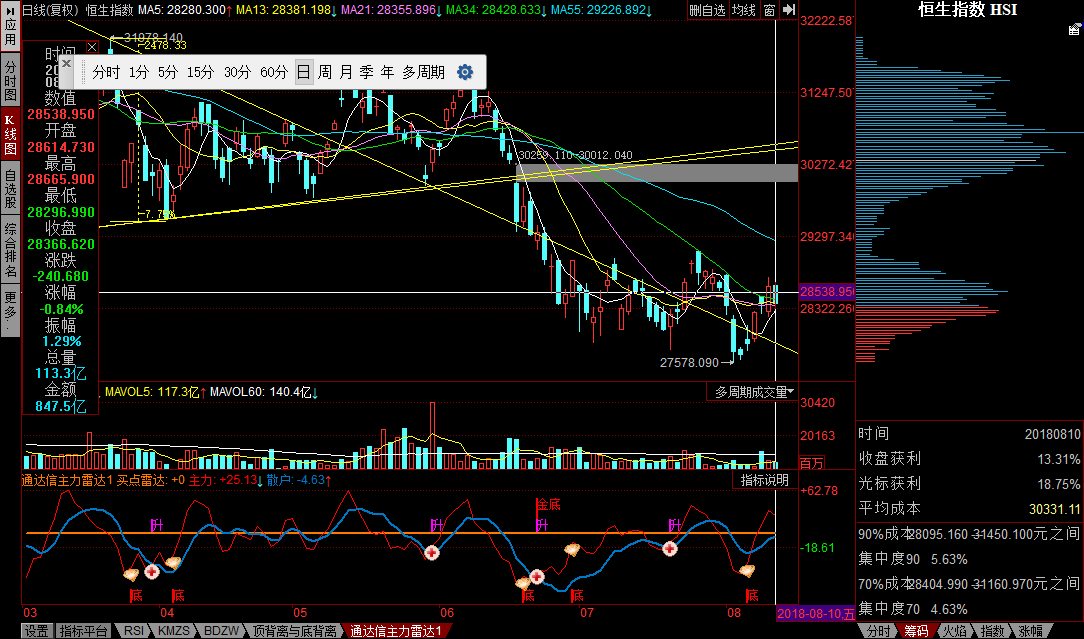 日线(复权) 恒生指数 MA5: 28280.300↑ MA13: 28381.198↓ MA21: 28355.896↓ MA34: 28428.633↓ MA55: 29226.892↓
删自选 均线 窗
恒生指数 HSI
应用
分时图
K线图
自选股
综合排名
更多
分时 1分 5分 15分 30分 60分 日 周 月 季 年 多周期
时间
数值
28538.950
开盘
28614.730
最高
28665.900
最低
28296.990
收盘
28366.620
涨跌
-240.680
涨幅
-0.84%
振幅
1.29%
总量
113.3亿
金额
847.5亿
31978.140
-2478.33
-7.75%
30253.110-30012.040
27578.090
32222.58
31247.50
30272.42
29297.34
28538.95
28322.26
MAVOL5: 117.3亿↑ MAVOL60: 140.4亿↓
多周期成交量
30420
20163
百万
通达信主力雷达1 买点雷达: +0 主力: +25.13↓ 散户: -4.63↑
指标说明
+62.78
-18.61
升 升 金底 升 升
底 底 底 底 底
03 04 05 06 07 08 2018-08-10,五
设置 指标平台 RSI KMZS BDZW 顶背离与底背离 通达信主力雷达1
时间 20180810
收盘获利 13.31%
光标获利 18.75%
平均成本 30331.11
90%成本28095.160-31450.100元之间
集中度90 5.63%
70%成本28404.990-31160.970元之间
集中度70 4.63%
分时 筹码 火焰 指数 涨幅